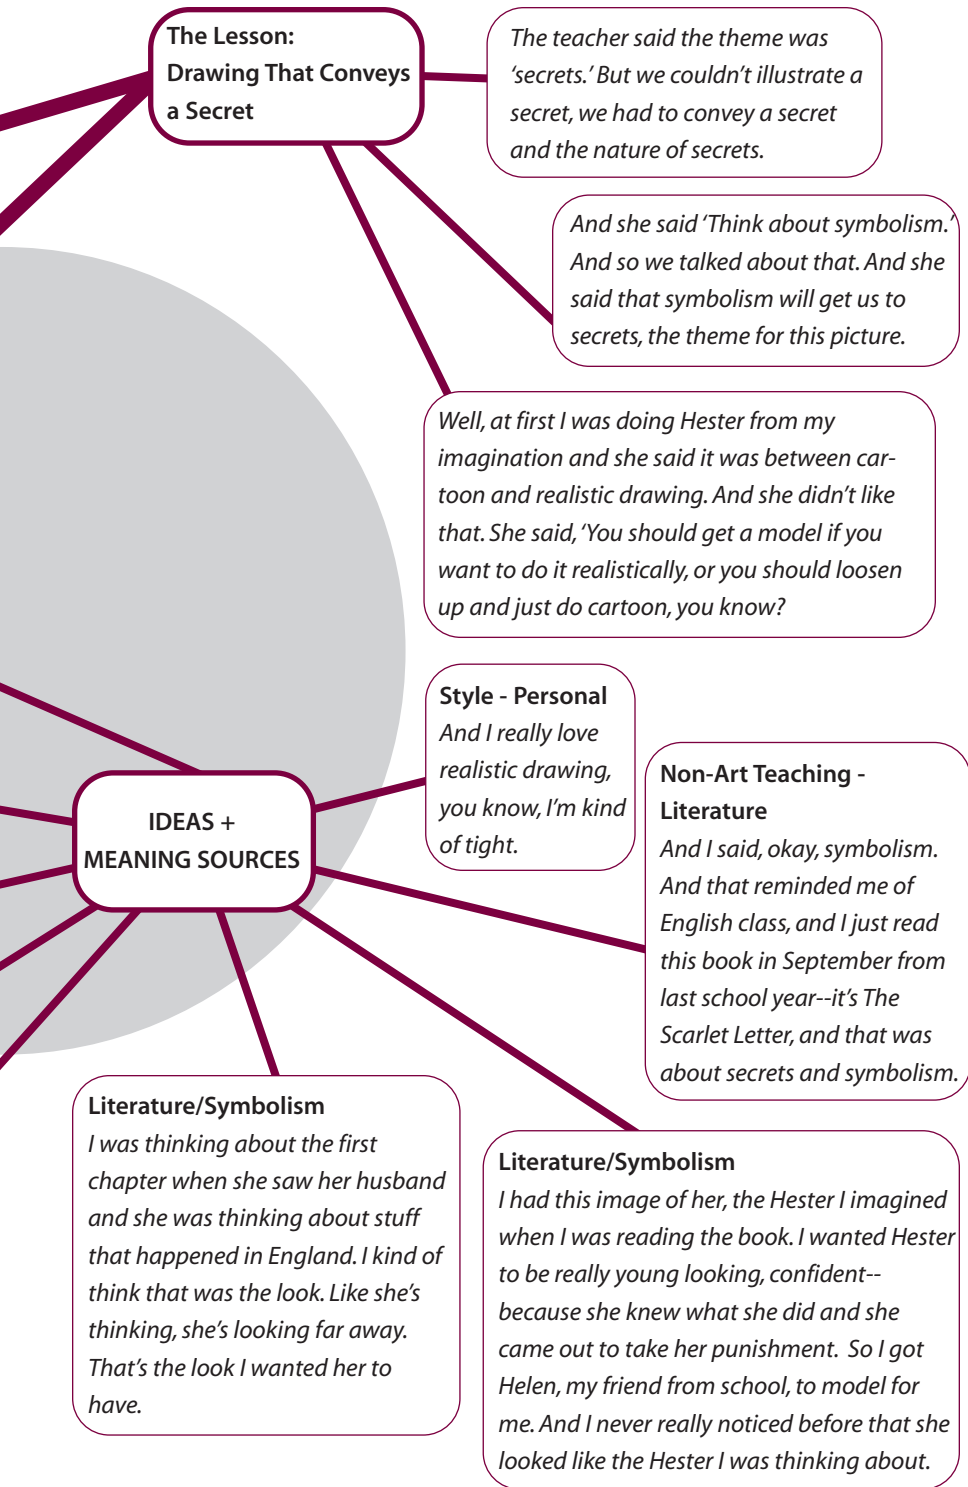 The Lesson:
Drawing That Conveys
a Secret
The teacher said the theme was
‘secrets.’ But we couldn’t illustrate a
secret, we had to convey a secret
and the nature of secrets.
And she said ‘Think about symbolism.’
And so we talked about that. And she
said that symbolism will get us to
secrets, the theme for this picture.
Well, at first I was doing Hester from my
imagination and she said it was between car-
toon and realistic drawing. And she didn’t like
that. She said, ‘You should get a model if you
want to do it realistically, or you should loosen
up and just do cartoon, you know?
Style - Personal
And I really love
realistic drawing,
you know, I’m kind
of tight.
Non-Art Teaching -
Literature
And I said, okay, symbolism.
And that reminded me of
English class, and I just read
this book in September from
last school year--it’s The
Scarlet Letter, and that was
about secrets and symbolism.
IDEAS +
MEANING SOURCES
Literature/Symbolism
I was thinking about the first
chapter when she saw her husband
and she was thinking about stuff
that happened in England. I kind of
think that was the look. Like she’s
thinking, she’s looking far away.
That’s the look I wanted her to
have.
Literature/Symbolism
I had this image of her, the Hester I imagined
when I was reading the book. I wanted Hester
to be really young looking, confident--
because she knew what she did and she
came out to take her punishment.  So I got
Helen, my friend from school, to model for
me. And I never really noticed before that she
looked like the Hester I was thinking about.